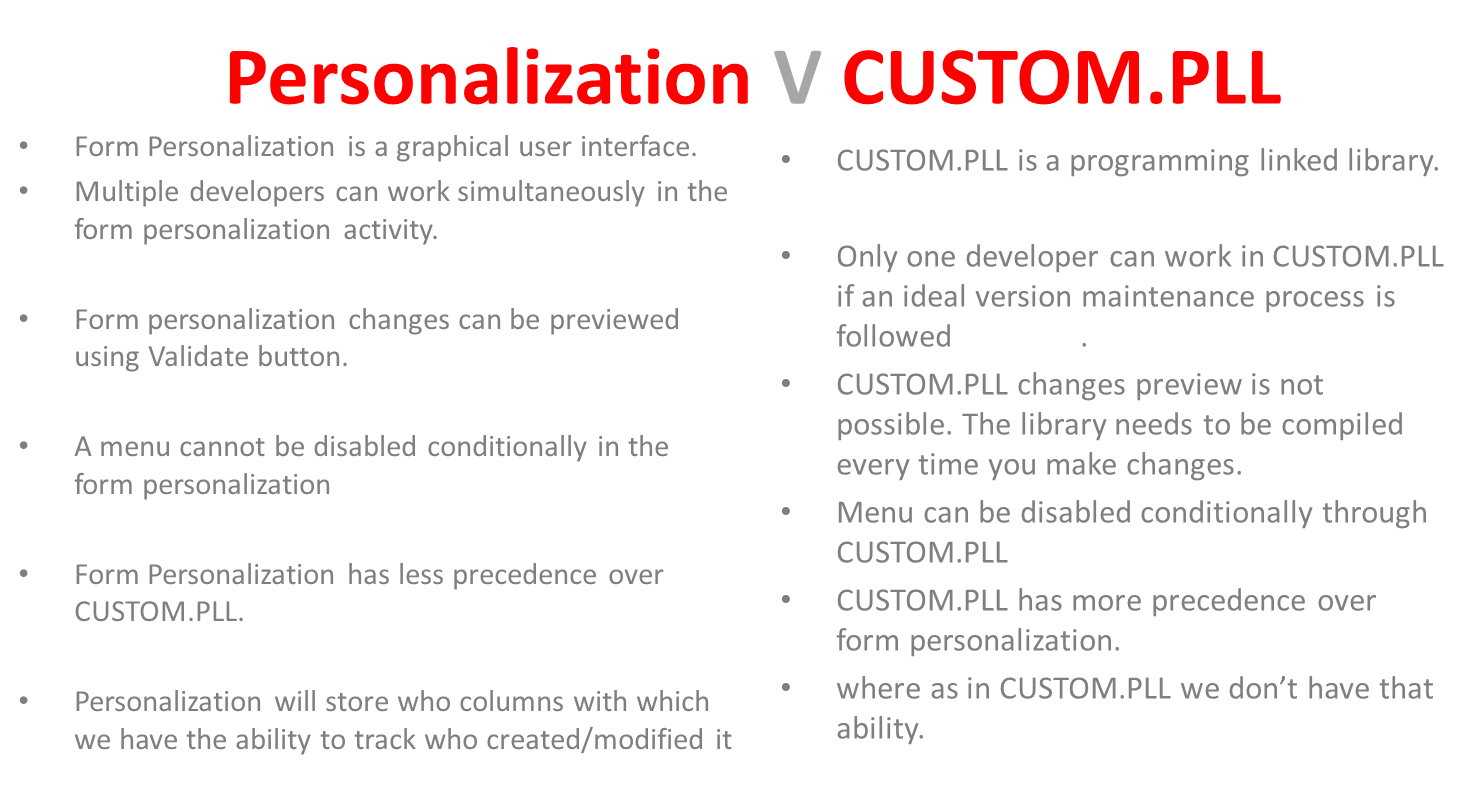 Personalization V CUSTOM.PLL
• Form Personalization is a graphical user interface.
• Multiple developers can work simultaneously in the
form personalization activity.
• Form personalization changes can be previewed
using Validate button.
• A menu cannot be disabled conditionally in the
form personalization
• Form Personalization has less precedence over
CUSTOM.PLL.
• Personalization will store who columns with which
we have the ability to track who created/modified it
• CUSTOM.PLL is a programming linked library.
• Only one developer can work in CUSTOM.PLL
if an ideal version maintenance process is
followed .
• CUSTOM.PLL changes preview is not
possible. The library needs to be compiled
every time you make changes.
• Menu can be disabled conditionally through
CUSTOM.PLL
• CUSTOM.PLL has more precedence over
form personalization.
• where as in CUSTOM.PLL we don’t have that
ability.